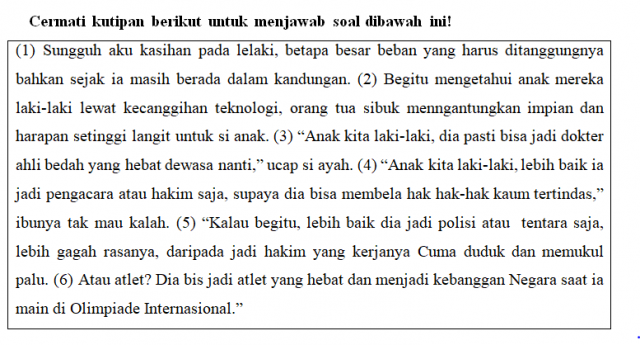 Cermati kutipan berikut untuk menjawab soal dibawah ini!
(1) Sungguh aku kasihan pada lelaki, betapa besar beban yang harus ditanggungnya
bahkan sejak ia masih berada dalam kandungan. (2) Begitu mengetahui anak mereka
laki-laki lewat kecanggihan teknologi, orang tua sibuk menngantungkan impian dan
harapan setinggi langit untuk si anak. (3) “Anak kita laki-laki, dia pasti bisa jadi dokter
ahli bedah yang hebat dewasa nanti,” ucap si ayah. (4) “Anak kita laki-laki, lebih baik ia
jadi pengacara atau hakim saja, supaya dia bisa membela hak hak-hak kaum tertindas,”
ibunya tak mau kalah. (5) “Kalau begitu, lebih baik dia jadi polisi atau tentara saja,
lebih gagah rasanya, daripada jadi hakim yang kerjanya Cuma duduk dan memukul
palu. (6) Atau atlet? Dia bis jadi atlet yang hebat dan menjadi kebanggan Negara saat ia
main di Olimpiade Internasional.”